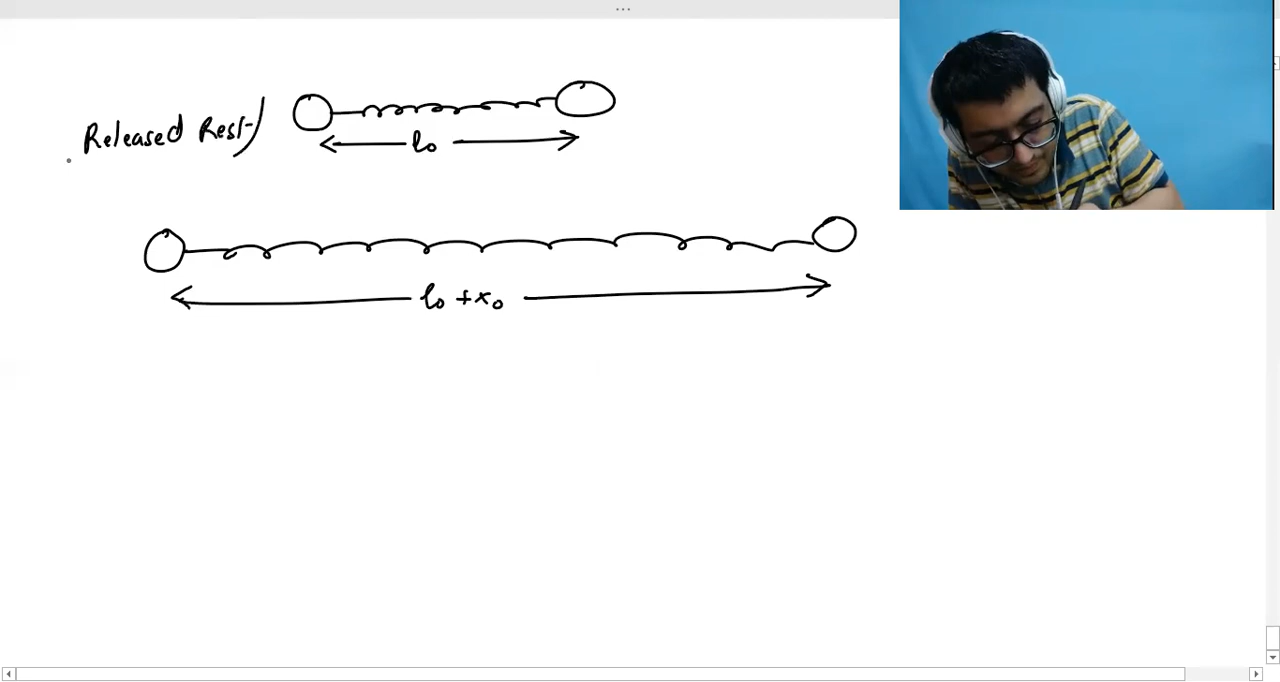 Released Rest)
l₀
l₀ + x₀